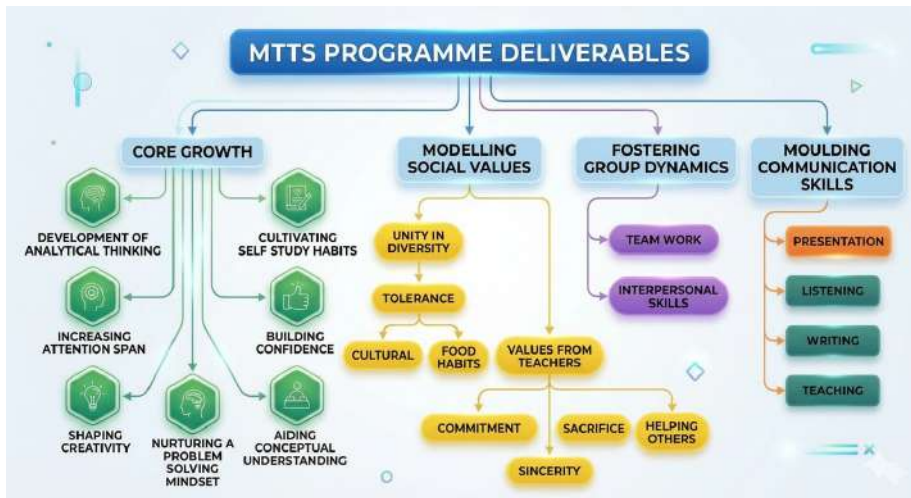 MTTS PROGRAMME DELIVERABLES
CORE GROWTH
DEVELOPMENT OF
ANALYTICAL THINKING
CULTIVATING
SELF STUDY HABITS
INCREASING
ATTENTION SPAN
BUILDING
CONFIDENCE
SHAPING
CREATIVITY
NURTURING A
PROBLEM
SOLVING
MINDSET
AIDING
CONCEPTUAL
UNDERSTANDING
MODELLING
SOCIAL VALUES
UNITY IN
DIVERSITY
TOLERANCE
CULTURAL
FOOD
HABITS
VALUES FROM
TEACHERS
COMMITMENT
SACRIFICE
HELPING
OTHERS
SINCERITY
FOSTERING
GROUP DYNAMICS
TEAM WORK
INTERPERSONAL
SKILLS
MOULDING
COMMUNICATION
SKILLS
PRESENTATION
LISTENING
WRITING
TEACHING